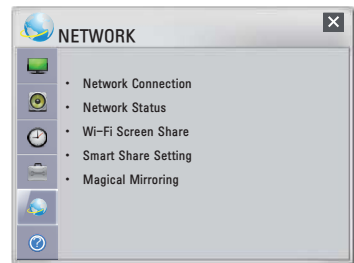 NETWORK
• Network Connection
• Network Status
• Wi-Fi Screen Share
• Smart Share Setting
• Magical Mirroring